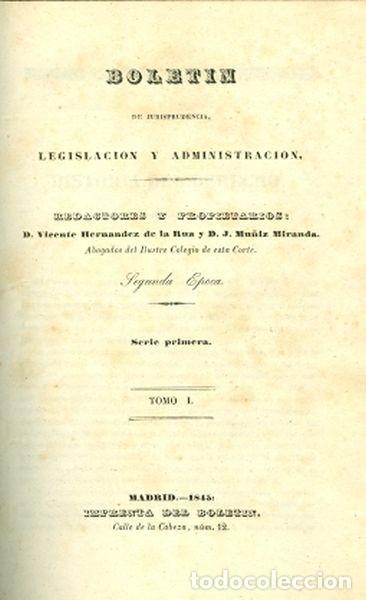 BOLETIN
DE JURISPRUDENCIA,
LEGISLACION Y ADMINISTRACION,
REDACTORES Y PROPIETARIOS:
D. Vicente Hernandez de la Rua y D. J. Muñiz Miranda.
Abogados del Ilustre Colegio de esta Corte.
Segunda Epoca.
Serie primera.
TOMO I.
MADRID.—1845:
IMPRENTA DEL BOLETIN.
Calle de la Cabeza, núm. 12.
todocoleccion